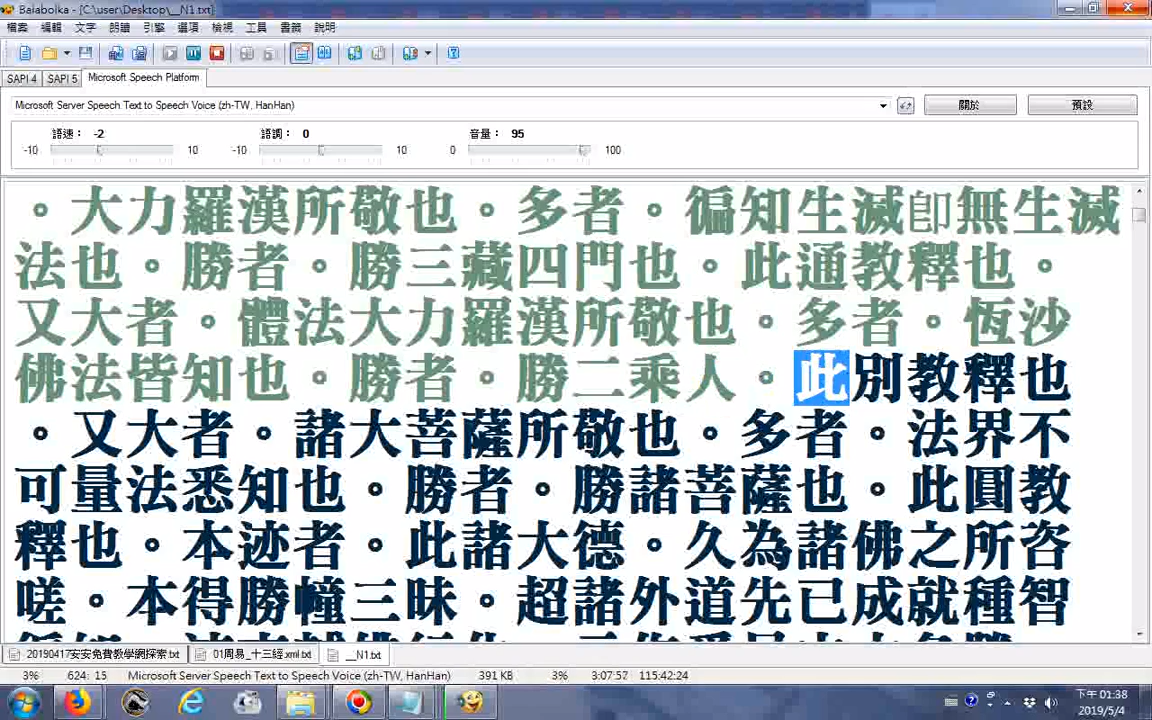 Balabolka - [C:\user\Desktop\__N1.txt]
檔案 編輯 文字 朗讀 引擎 選項 檢視 工具 書籤 說明
SAPI 4 SAPI 5 Microsoft Speech Platform
Microsoft Server Speech Text to Speech Voice (zh-TW, HanHan) 關於 預設
語速： -2 語調： 0 音量： 95
-10 10 -10 10 0 100
。大力羅漢所敬也。多者。徧知生滅卽無生滅
法也。勝者。勝三藏四門也。此通教釋也。
又大者。體法大力羅漢所敬也。多者。恆沙
佛法皆知也。勝者。勝二乘人。此別教釋也
。又大者。諸大菩薩所敬也。多者。法界不
可量法悉知也。勝者。勝諸菩薩也。此圓教
釋也。本迹者。此諸大德。久為諸佛之所咨
嗟。本得勝幢三昧。超諸外道先已成就種智
20190417安安免費教學網探索.txt 01周易_十三經.xml.txt __N1.txt
3% 624: 15 Microsoft Server Speech Text to Speech Voice (zh-TW, HanHan) 391 KB 3% 3:07:57 115:42:24
下午 01:38
2019/5/4